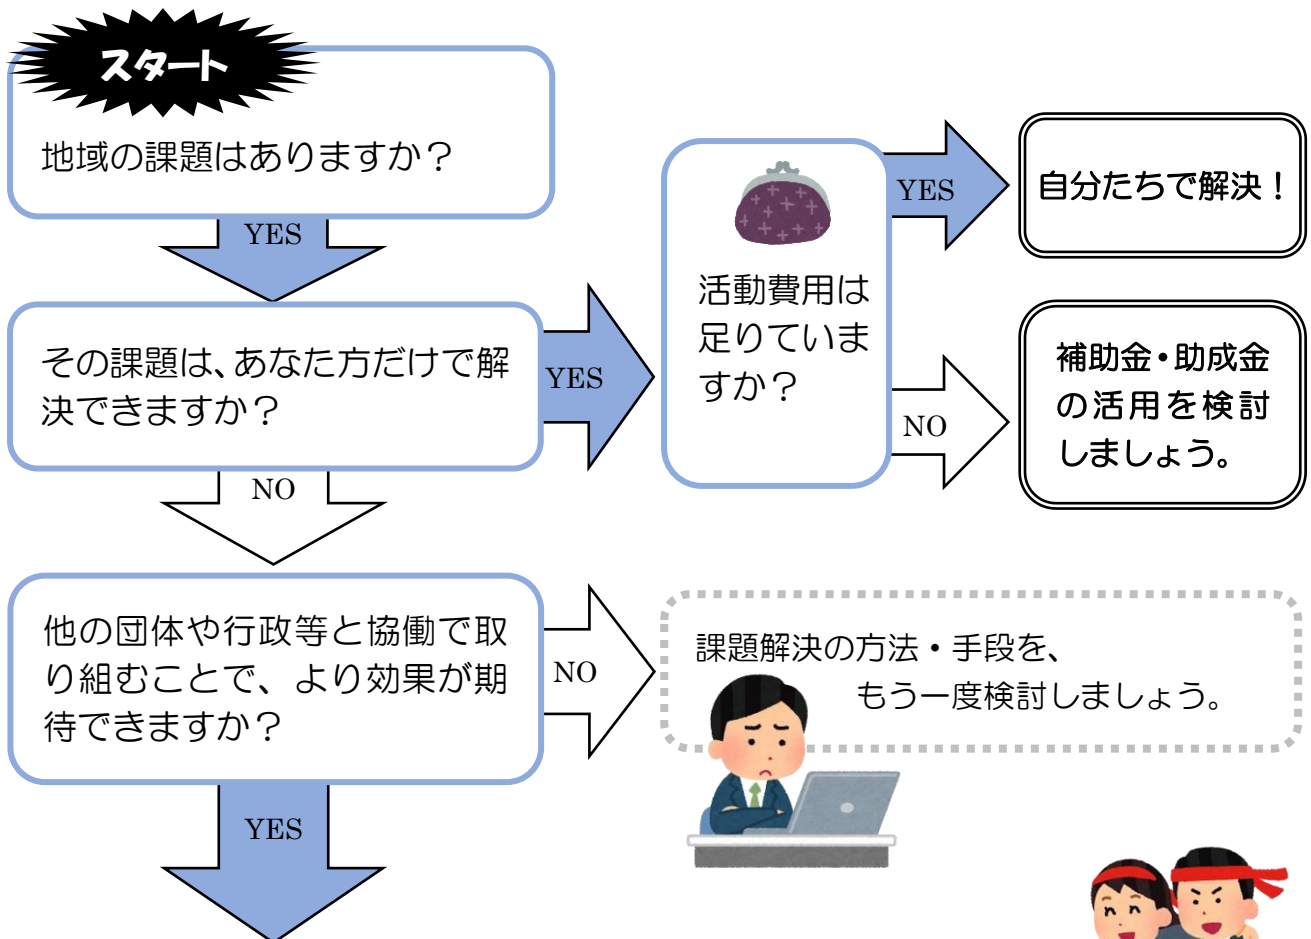 スタート
地域の課題はありますか?
YES
その課題は、あなた方だけで解
決できますか?
YES
活動費用は
足りていま
すか?
YES
自分たちで解決!
NO
補助金・助成金
の活用を検討
しましょう。
NO
他の団体や行政等と協働で取
り組むことで、より効果が期
待できますか?
NO
課題解決の方法・手段を、
もう一度検討しましょう。
YES